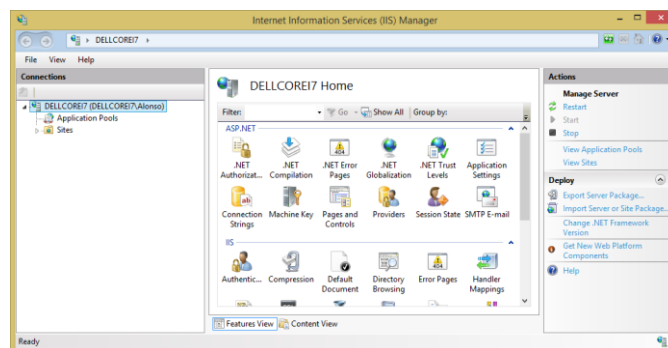 Internet Information Services (IIS) Manager
DELLCOREI7
File View Help
Connections
DELLCOREI7 (DELLCOREI7\Alonso)
Application Pools
Sites
DELLCOREI7 Home
Filter: Go Show All Group by:
ASP.NET
.NET Authorizat...
.NET Compilation
.NET Error Pages
.NET Globalization
.NET Trust Levels
Application Settings
Connection Strings
Machine Key
Pages and Controls
Providers
Session State
SMTP E-mail
IIS
Authentic...
Compression
Default Document
Directory Browsing
Error Pages
Handler Mappings
Features View Content View
Actions
Manage Server
Restart
Start
Stop
View Application Pools
View Sites
Deploy
Export Server Package...
Import Server or Site Package...
Change .NET Framework
Version
Get New Web Platform
Components
Help
Ready